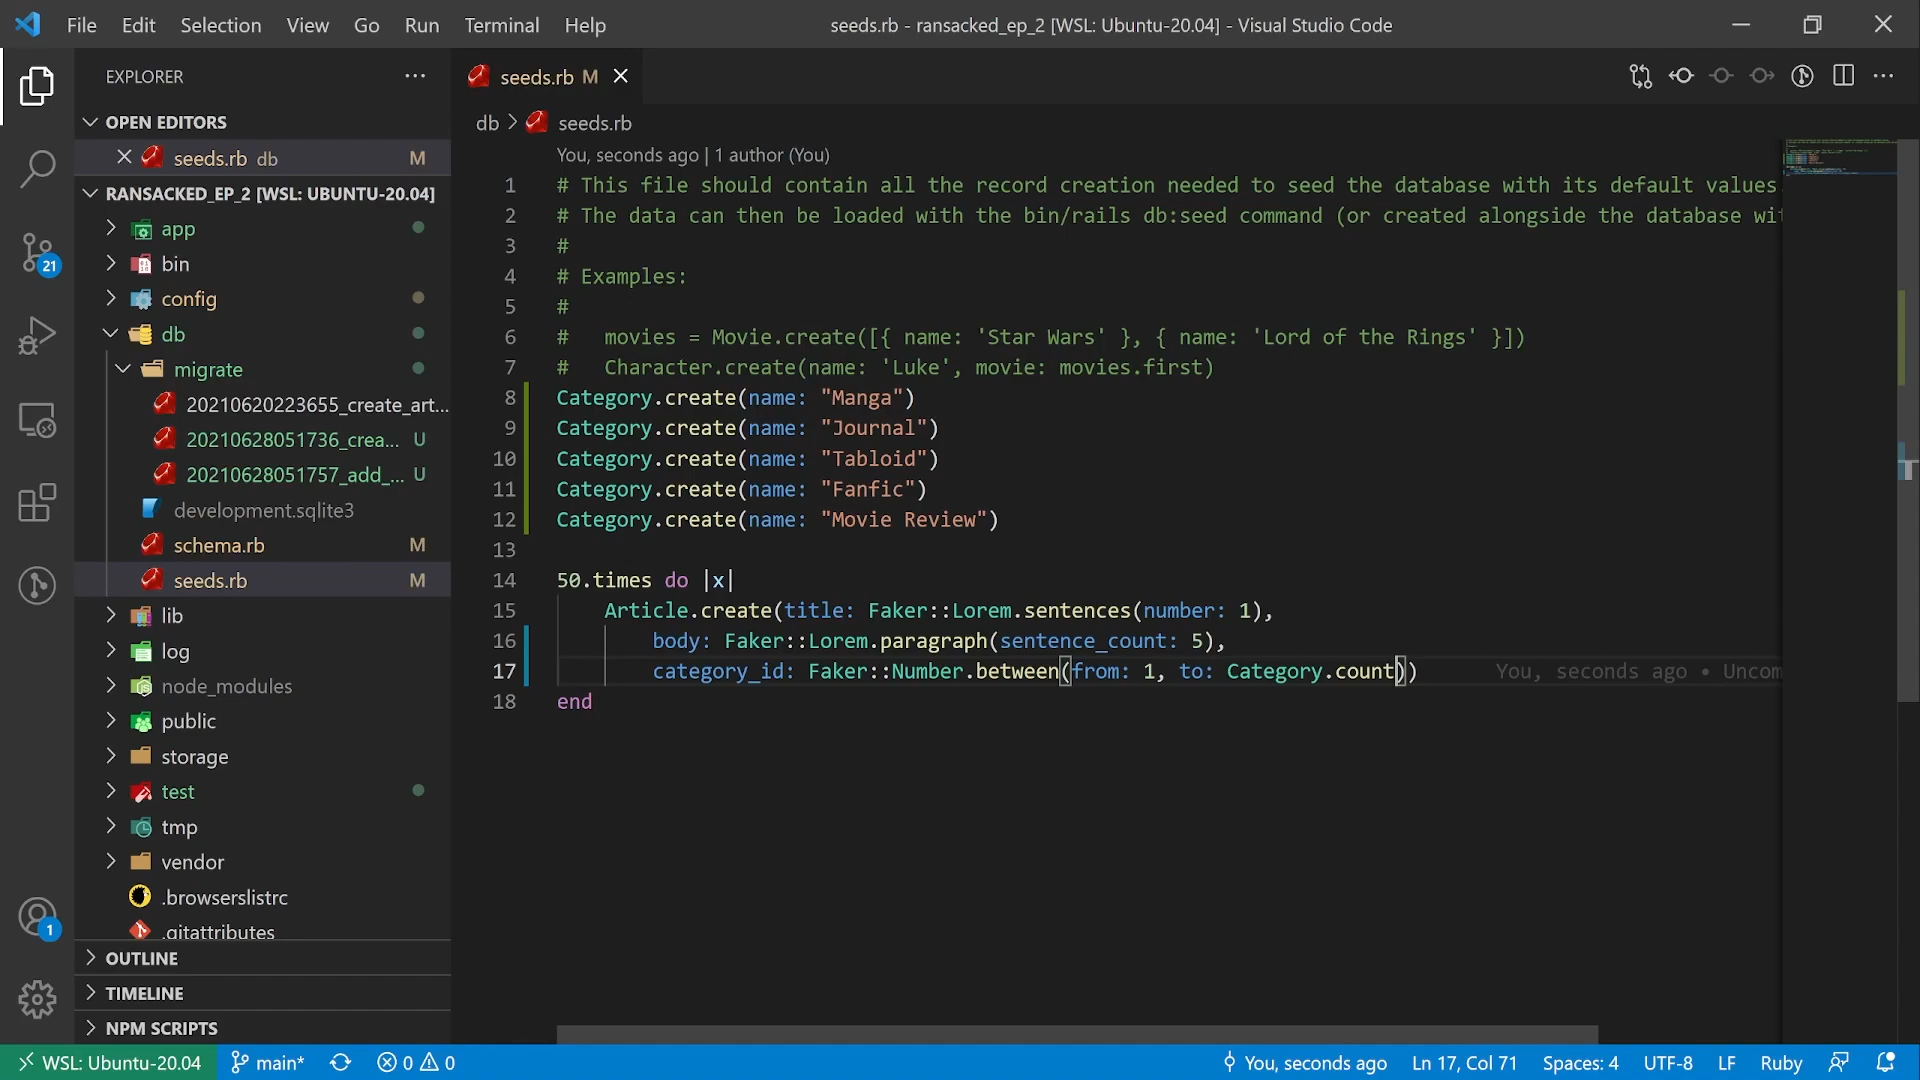 File Edit Selection View Go Run Terminal Help
seeds.rb - ransacked_ep_2 [WSL: Ubuntu-20.04] - Visual Studio Code
EXPLORER
OPEN EDITORS
seeds.rb db M
RANSACKED_EP_2 [WSL: UBUNTU-20.04]
app
bin
config
db
migrate
20210620223655_create_art...
20210628051736_crea... U
20210628051757_add_... U
development.sqlite3
schema.rb M
seeds.rb M
lib
log
node_modules
public
storage
test
tmp
vendor
.browserslistrc
.gitattributes
OUTLINE
TIMELINE
NPM SCRIPTS
21
1
seeds.rb M
db > seeds.rb
You, seconds ago | 1 author (You)
1 # This file should contain all the record creation needed to seed the database with its default values
2 # The data can then be loaded with the bin/rails db:seed command (or created alongside the database wit
3 #
4 # Examples:
5 #
6 #   movies = Movie.create([{ name: 'Star Wars' }, { name: 'Lord of the Rings' }])
7 #   Character.create(name: 'Luke', movie: movies.first)
8 Category.create(name: "Manga")
9 Category.create(name: "Journal")
10 Category.create(name: "Tabloid")
11 Category.create(name: "Fanfic")
12 Category.create(name: "Movie Review")
13
14 50.times do |x|
15     Article.create(title: Faker::Lorem.sentences(number: 1),
16         body: Faker::Lorem.paragraph(sentence_count: 5),
17         category_id: Faker::Number.between(from: 1, to: Category.count)) You, seconds ago • Uncom
18 end
WSL: Ubuntu-20.04 main* 0 0 You, seconds ago Ln 17, Col 71 Spaces: 4 UTF-8 LF Ruby